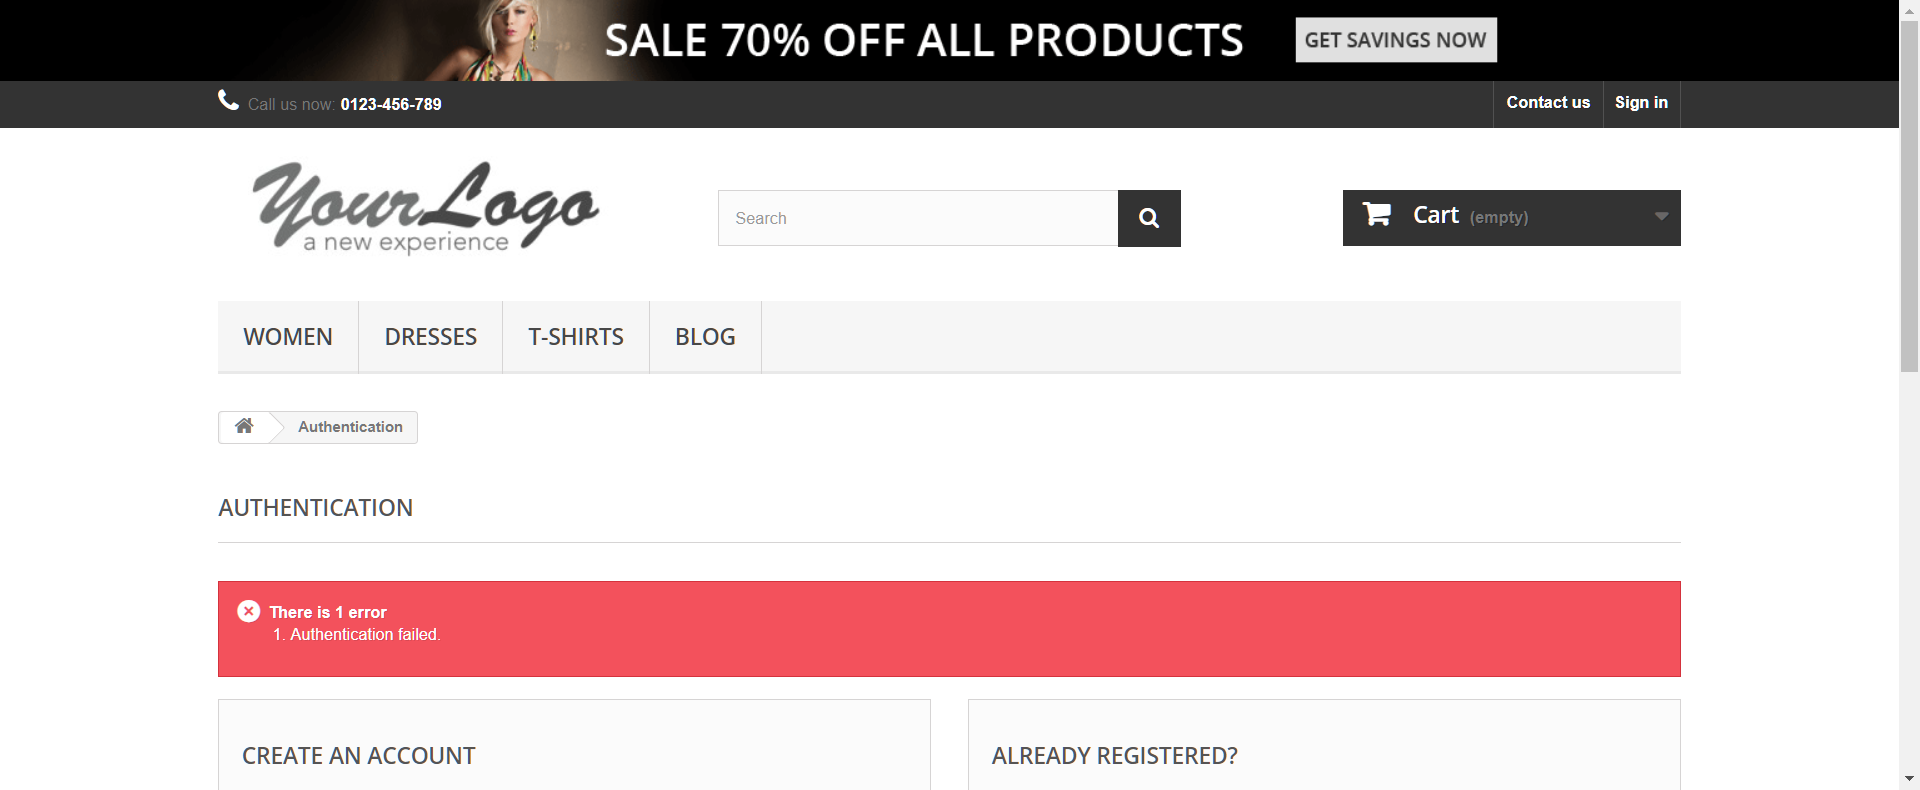 SALE 70% OFF ALL PRODUCTS
GET SAVINGS NOW
Call us now: 0123-456-789
Contact us
Sign in
YourLogo
a new experience
Search
Cart (empty)
WOMEN
DRESSES
T-SHIRTS
BLOG
Authentication
AUTHENTICATION
There is 1 error
1. Authentication failed.
CREATE AN ACCOUNT
ALREADY REGISTERED?